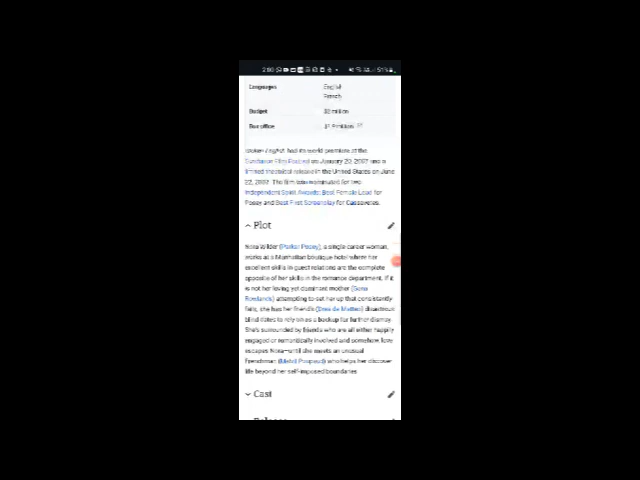 2:00
Languages English
French
Budget
Box office
Broken English had its world premiere at the
Sundance Film Festival on January 20, 2007 and a
limited theatrical release in the United States on June
22, 2007. The film was nominated for two
Independent Spirit Awards: Best Female Lead for
Posey and Best First Screenplay for Cassavetes.
Plot
Nora Wilder (Parker Posey), a single career woman,
works at a Manhattan boutique hotel where her
excellent skills in guest relations are the complete
opposite of her skills in the romance department. If it
is not her loving yet dominant mother (Gena
Rowlands) attempting to set her up that consistently
fails, she has her friend's (Drea de Matteo) disastrous
blind dates to rely on as a backup for further dismay.
She's surrounded by friends who are all either happily
engaged or romantically involved and somehow love
escapes Nora—until she meets an unusual
Frenchman (Melvil Poupaud) who helps her discover
life beyond her self-imposed boundaries.
Cast